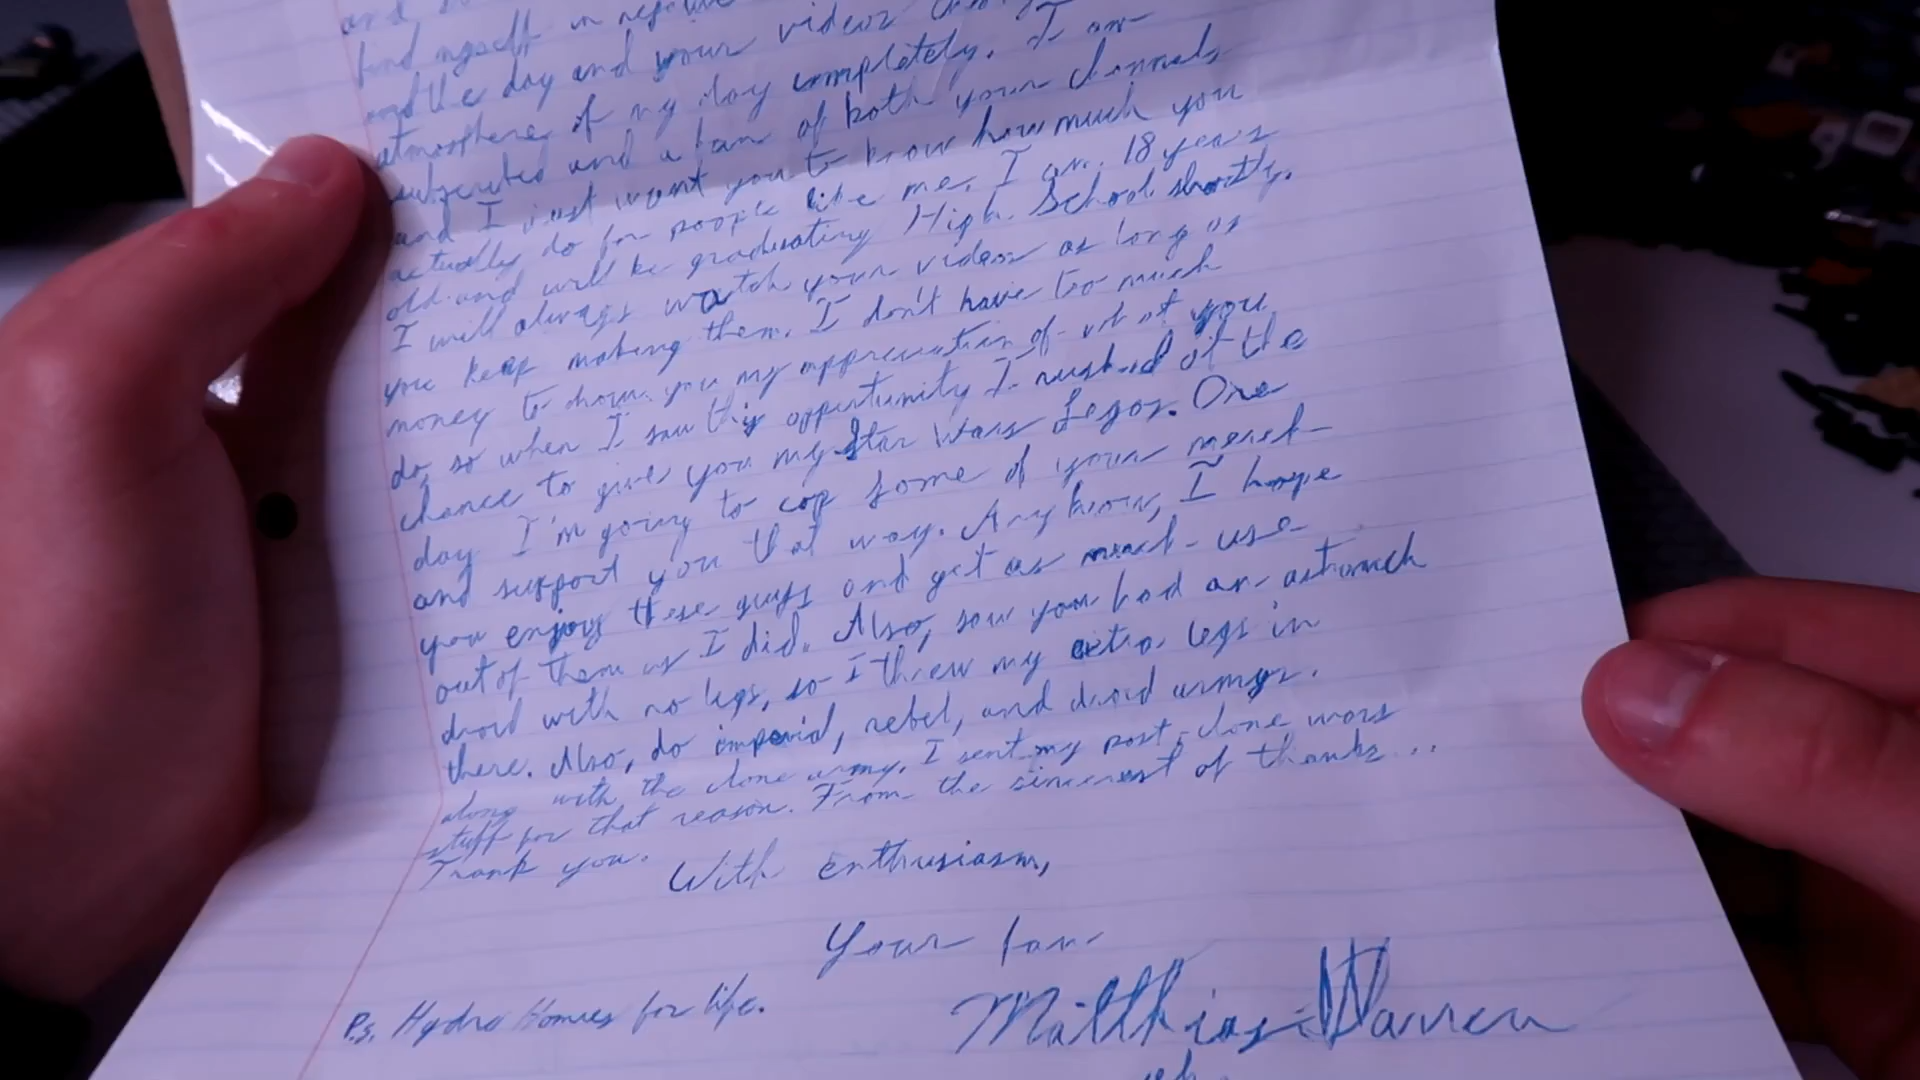 and
find myself in negative
and the day and your videos
atmosphere of my day completely. I am
subscribed and a fan of both your channels
and I just want you to know how much you
actually do for people like me. I am 18 years
old and will be graduating High School shortly.
I will always watch your videos as long as
you keep making them. I don't have too much
money to show you my appreciation of what you
do, so when I saw this opportunity I rushed at the
chance to give you my Star Wars Legos. One
day I'm going to cop some of your merch
and support you that way. Anyhow, I hope
you enjoy these guys and get as much use
out of them as I did. Also, saw you had an astromech
droid with no legs, so I threw my extra legs in
there. Also, do imperial, rebel, and droid armys.
along with the clone army. I sent my post-clone wars
stuff for that reason. From the sincerest of thanks...
Thank you.
With enthusiasm,
Your fan
Matthias Warren
P.s. Hydro Homies for life.